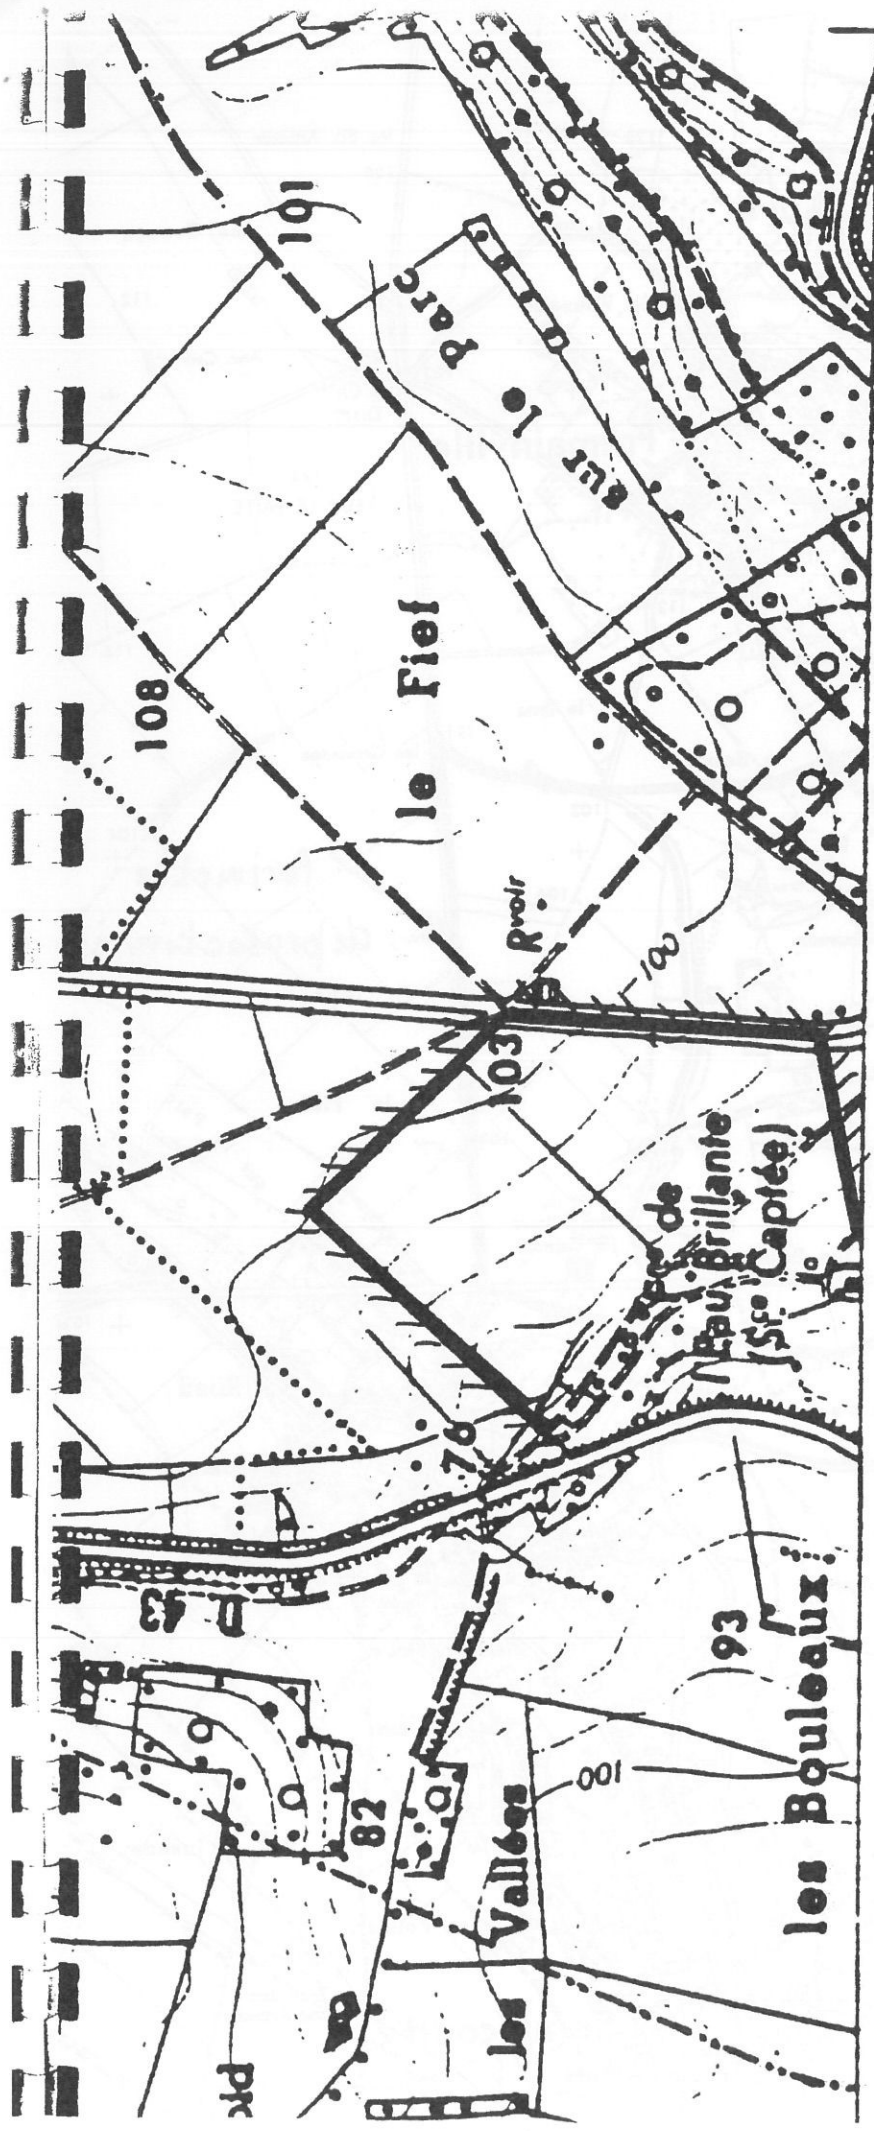 101
sur le Parc
108
le Fief
Rvoir
100
103
de
l'Eau Brillante
(Sce Captée)
76
D 43
93
les Bouleaux
82
les Vallées
100